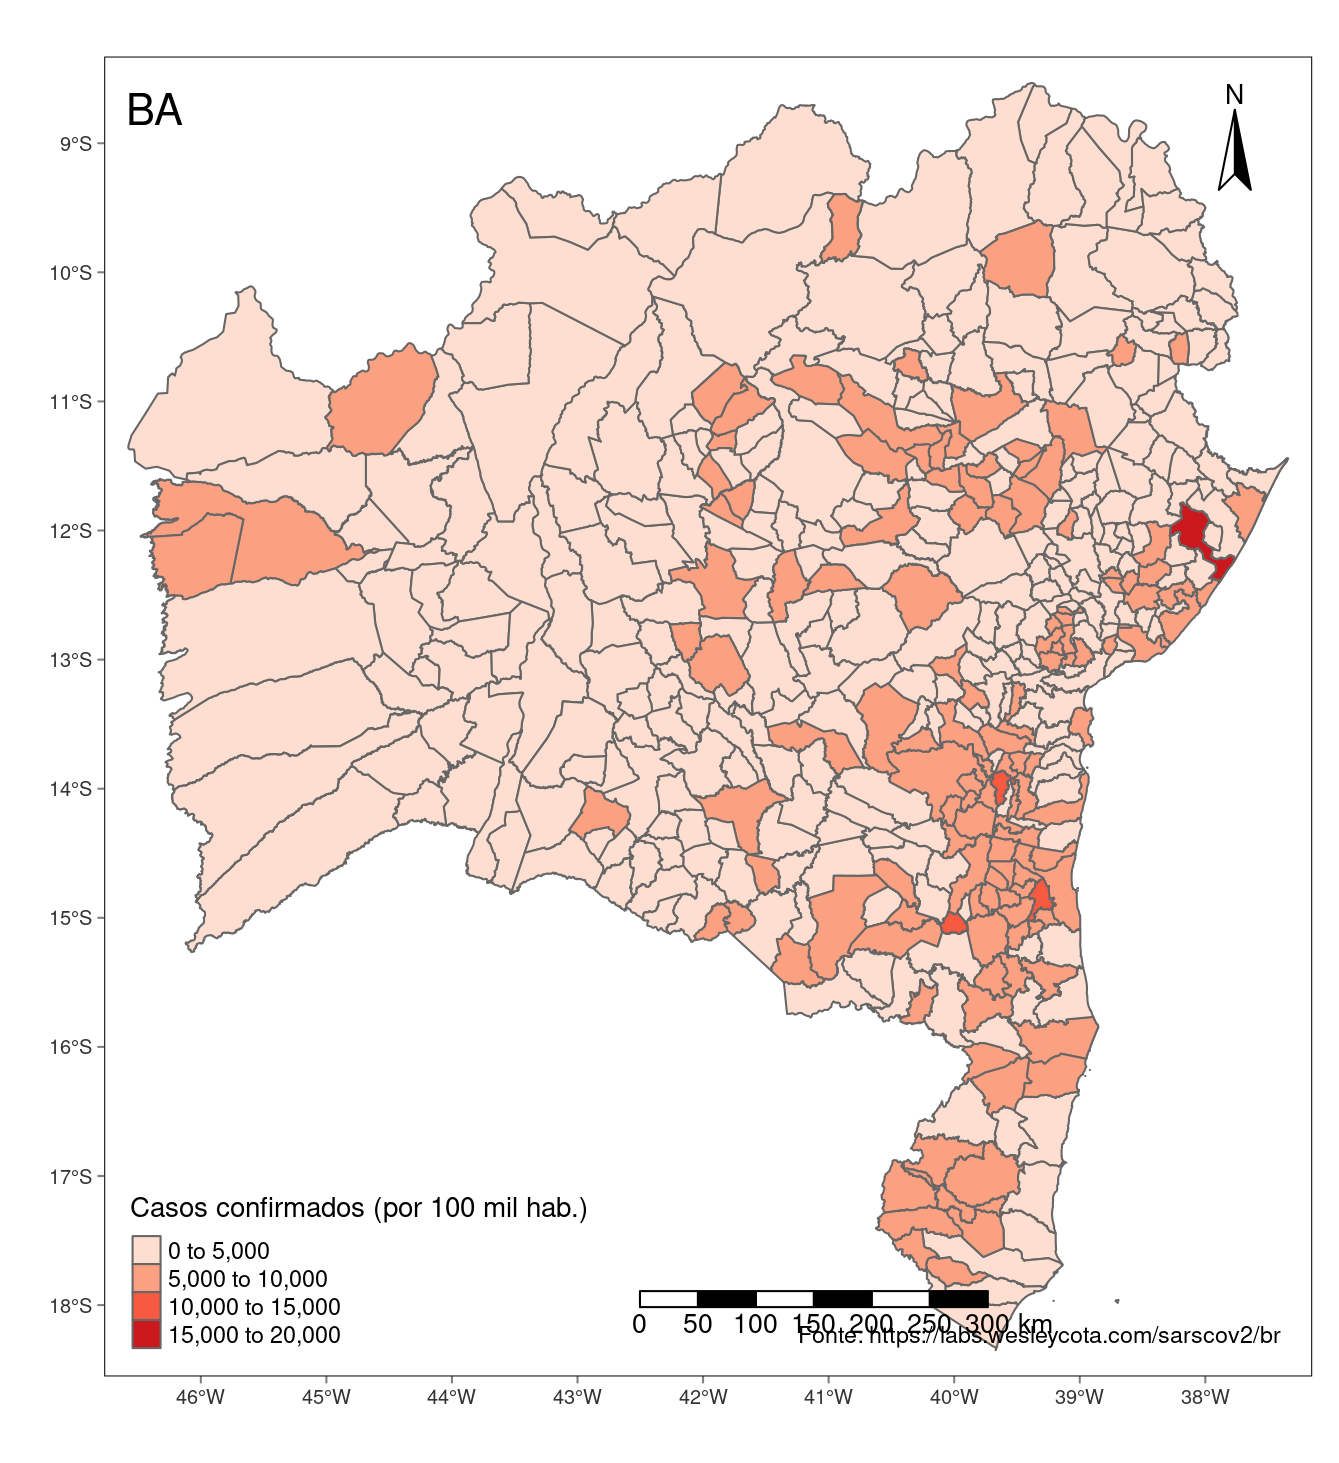 BA
N
9°S
10°S
11°S
12°S
13°S
14°S
15°S
16°S
17°S
18°S
Casos confirmados (por 100 mil hab.)
0 to 5,000
5,000 to 10,000
10,000 to 15,000
15,000 to 20,000
0 50 100 150 200 250 300 km
Fonte: https://labs.wesleycota.com/sarscov2/br
46°W 45°W 44°W 43°W 42°W 41°W 40°W 39°W 38°W